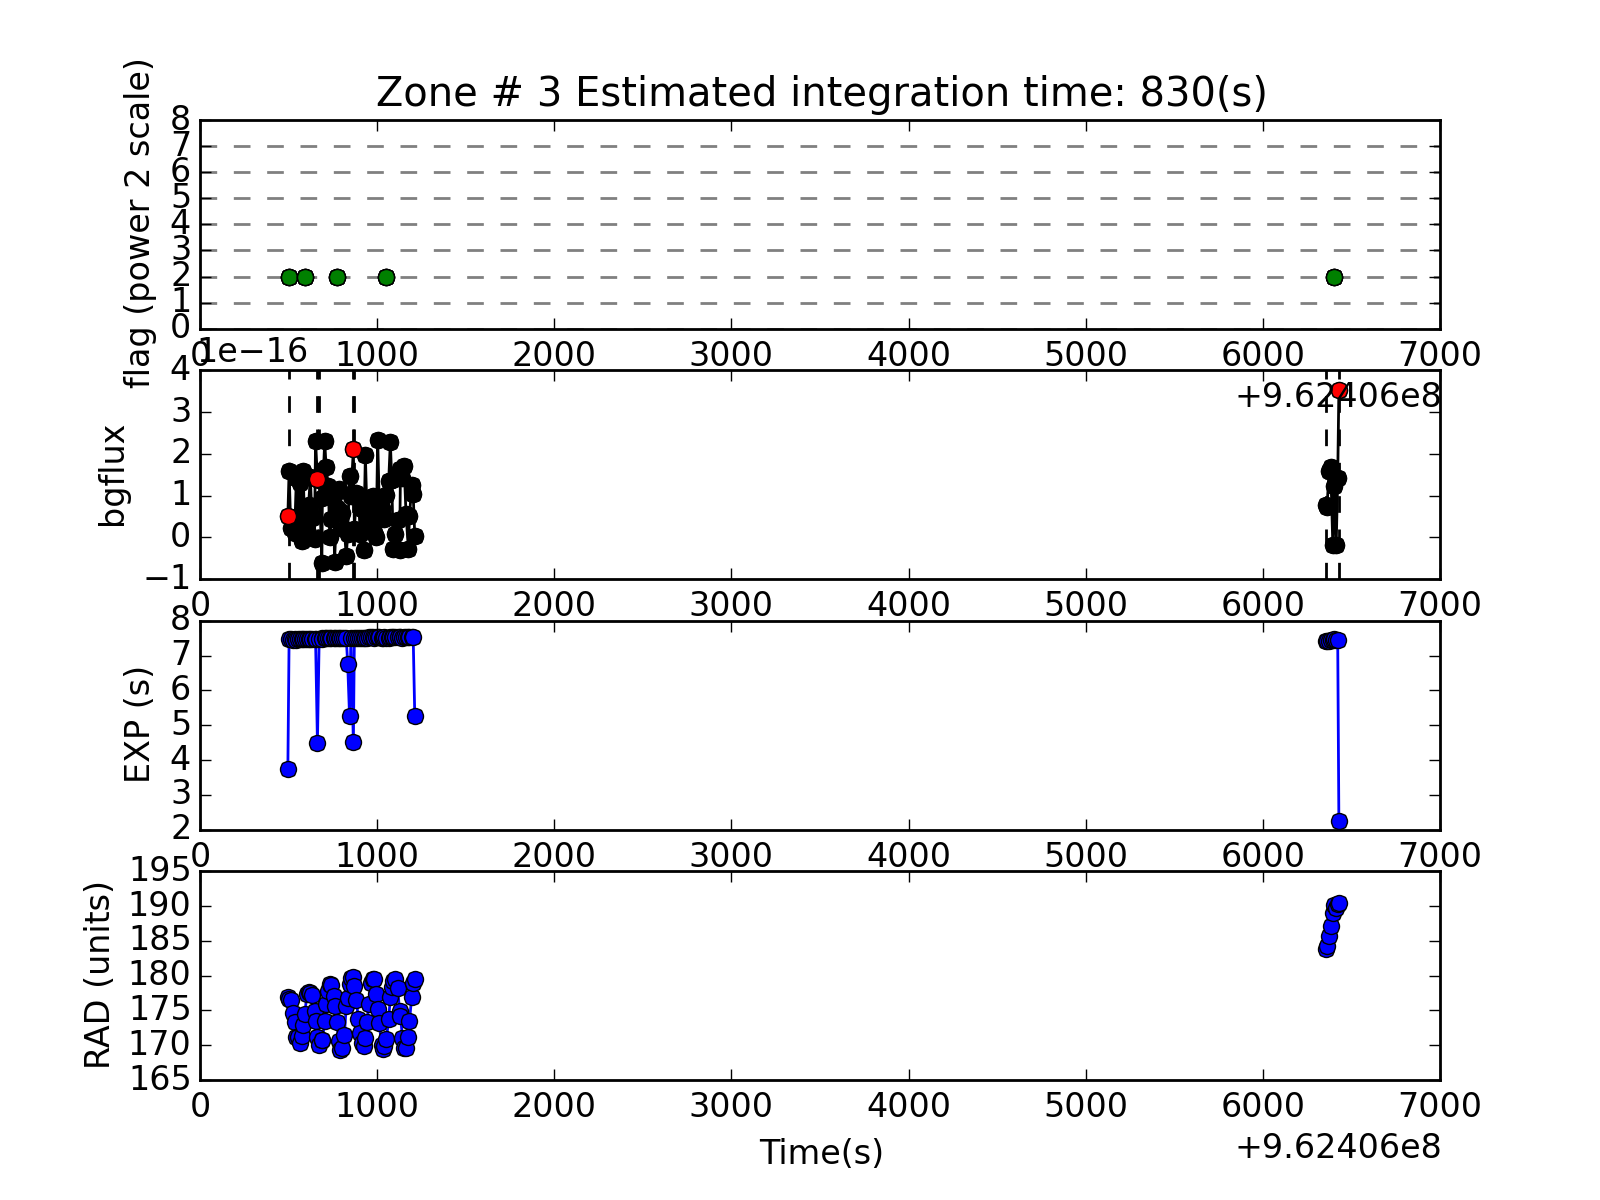 Zone # 3 Estimated integration time: 830(s)
flag (power 2 scale)
8
7
6
5
4
3
2
1
0
0 1000 2000 3000 4000 5000 6000 7000
1e−16
+9.62406e8
bgflux
4
3
2
1
0
−1
0 1000 2000 3000 4000 5000 6000 7000
EXP (s)
8
7
6
5
4
3
2
0 1000 2000 3000 4000 5000 6000 7000
RAD (units)
195
190
185
180
175
170
165
0 1000 2000 3000 4000 5000 6000 7000
Time(s)
+9.62406e8